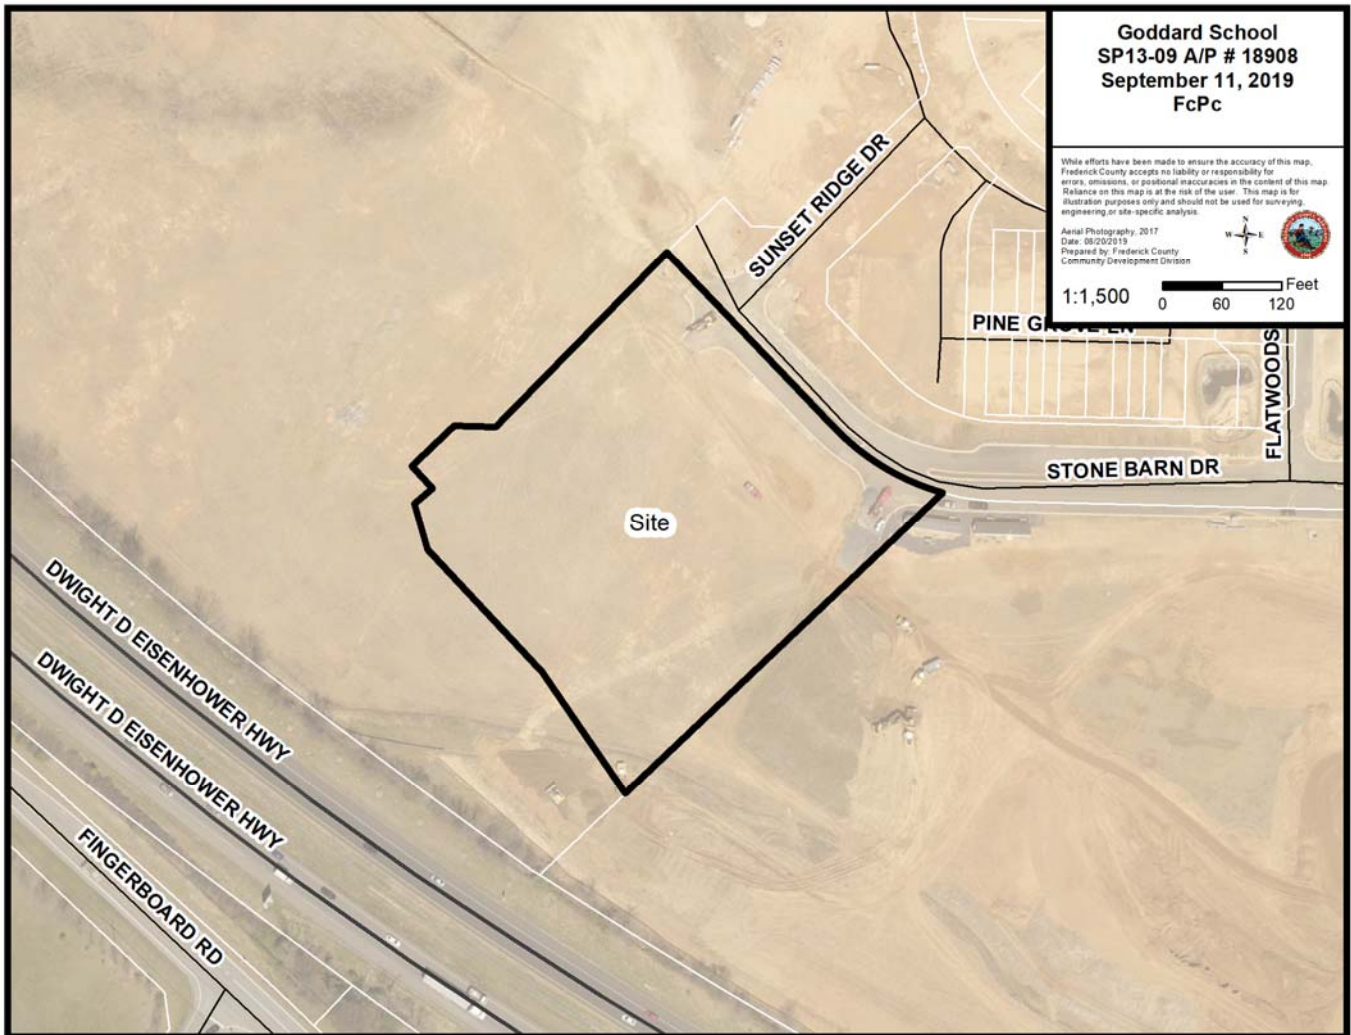 Goddard School
SP13-09 A/P # 18908
September 11, 2019
FcPc
While efforts have been made to ensure the accuracy of this map,
Frederick County accepts no liability or responsibility for
errors, omissions, or positional inaccuracies in the content of this map.
Reliance on this map is at the risk of the user. This map is for
illustration purposes only and should not be used for surveying,
engineering, or site-specific analysis.
Aerial Photography, 2017
Date: 08/20/2019
Prepared by: Frederick County
Community Development Division
N
W E
S
1:1,500
Feet
0 60 120
SUNSET RIDGE DR
PINE GROVE LN
FLATWOODS
STONE BARN DR
Site
DWIGHT D EISENHOWER HWY
DWIGHT D EISENHOWER HWY
FINGERBOARD RD